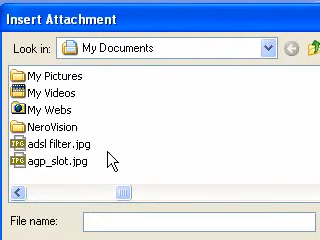 Insert Attachment
Look in: My Documents
My Pictures
My Videos
My Webs
NeroVision
adsl filter.jpg
agp_slot.jpg
File name: